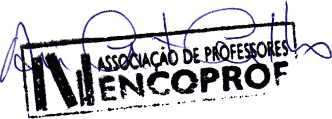 ASSOCIAÇÃO DE PROFESSORES
ENCOPROF